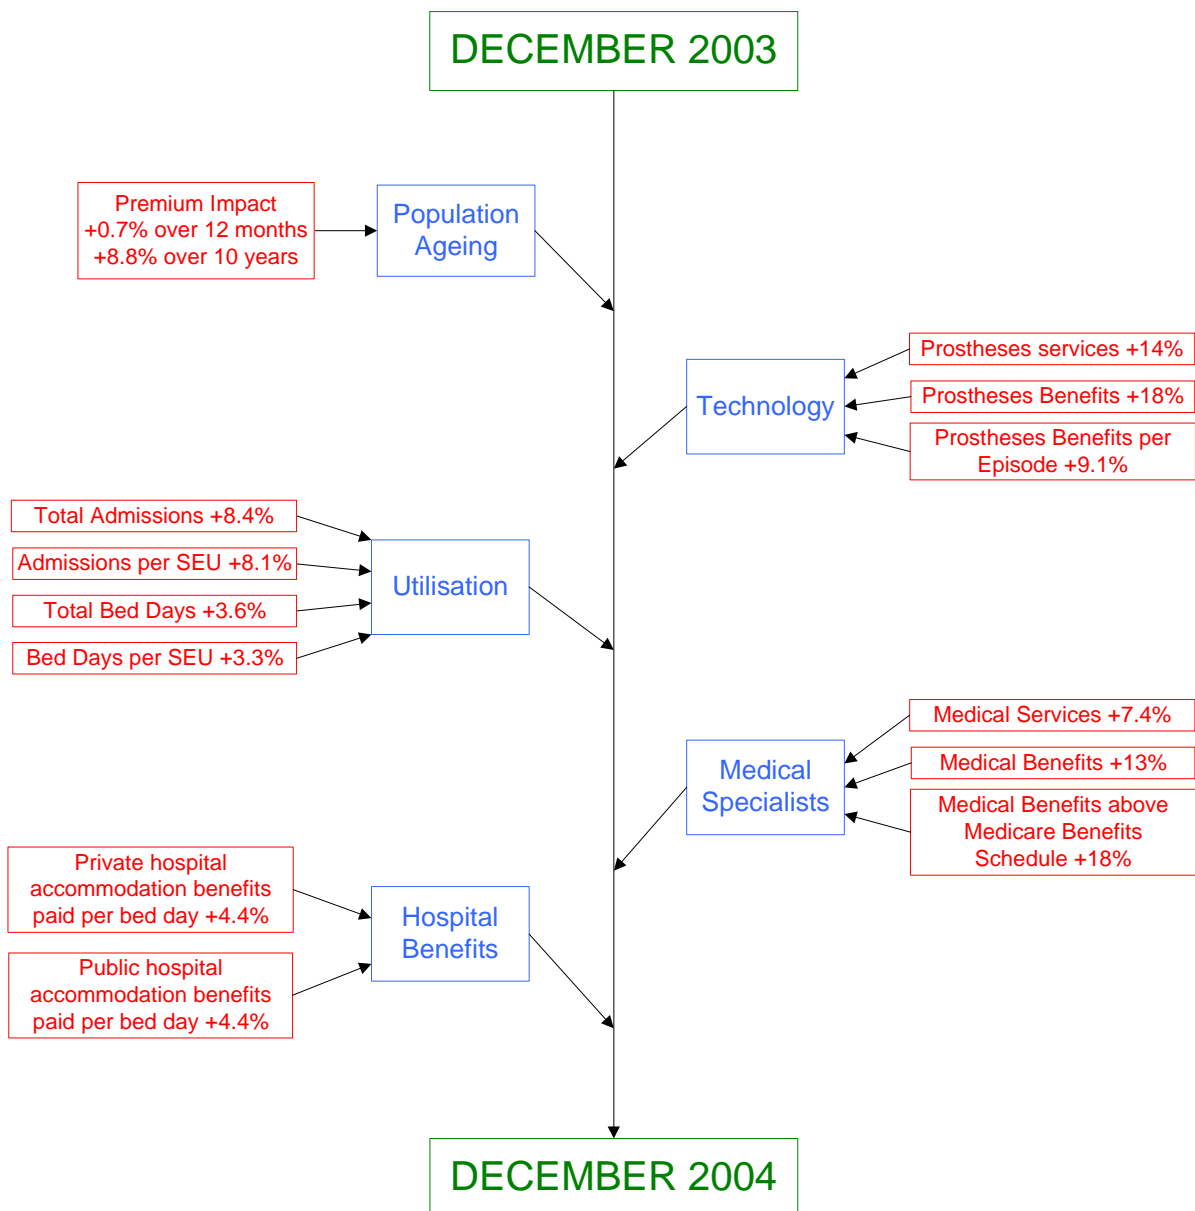 DECEMBER 2003
Premium Impact
+0.7% over 12 months
+8.8% over 10 years
Population
Ageing
Prostheses services +14%
Technology
Prostheses Benefits +18%
Prostheses Benefits per
Episode +9.1%
Total Admissions +8.4%
Admissions per SEU +8.1%
Utilisation
Total Bed Days +3.6%
Bed Days per SEU +3.3%
Medical Services +7.4%
Medical
Specialists
Medical Benefits +13%
Medical Benefits above
Medicare Benefits
Schedule +18%
Private hospital
accommodation benefits
paid per bed day +4.4%
Hospital
Benefits
Public hospital
accommodation benefits
paid per bed day +4.4%
DECEMBER 2004